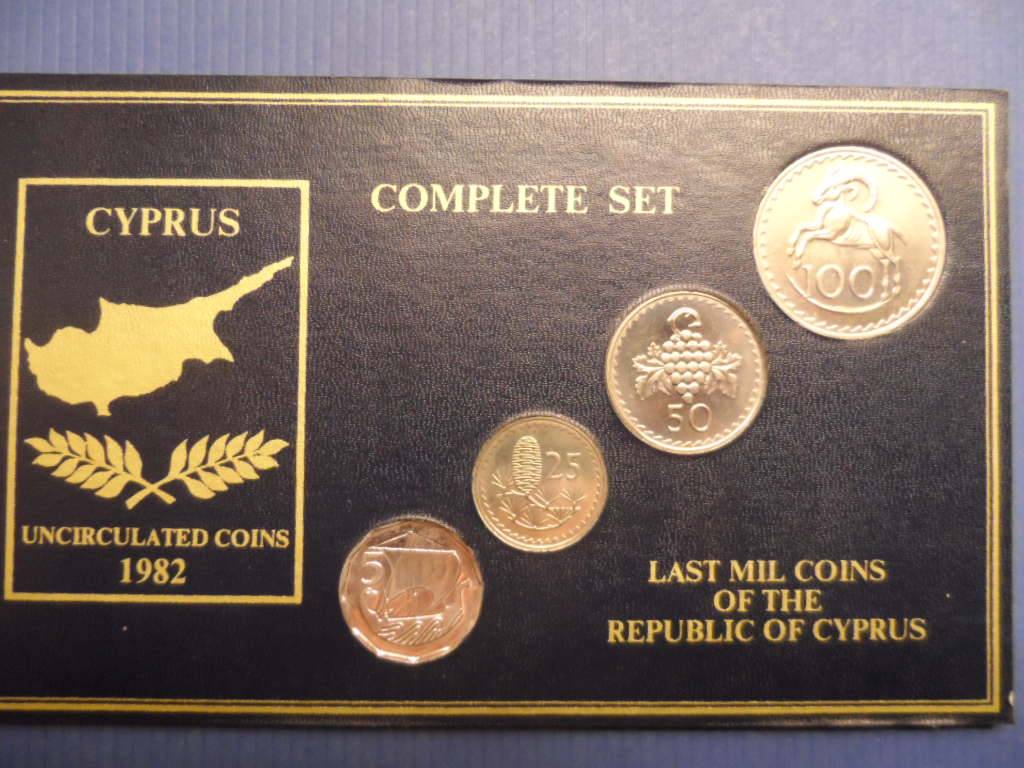 CYPRUS
UNCIRCULATED COINS
1982
COMPLETE SET
100
50
25
5
LAST MIL COINS
OF THE
REPUBLIC OF CYPRUS